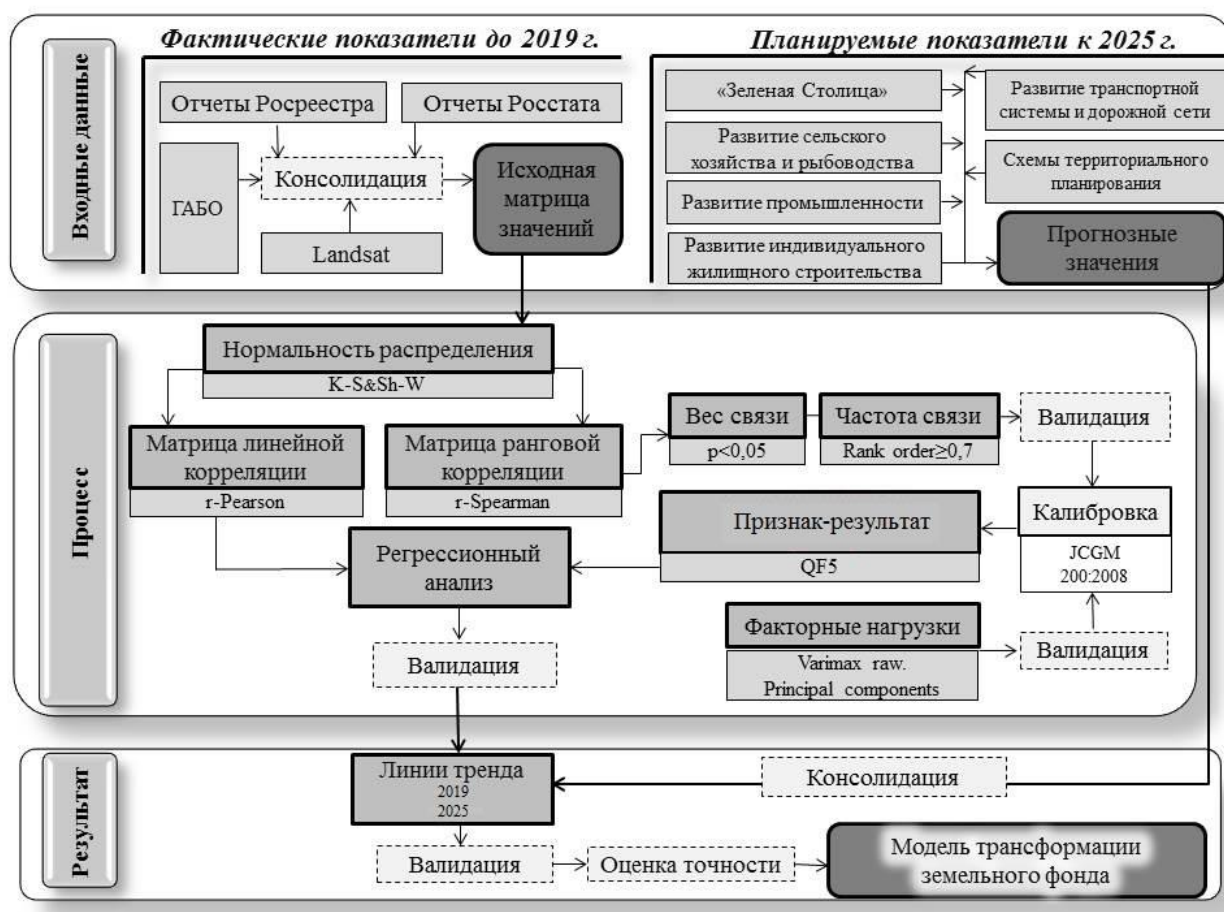 Входные данные
Фактические показатели до 2019 г.
Отчеты Росреестра
Отчеты Росстата
ГАБО
Консолидация
Landsat
Исходная
матрица
значений
Планируемые показатели к 2025 г.
«Зеленая Столица»
Развитие сельского
хозяйства и рыбоводства
Развитие промышленности
Развитие индивидуального
жилищного строительства
Развитие транспортной
системы и дорожной сети
Схемы территориального
планирования
Прогнозные
значения
Процесс
Нормальность распределения
K-S&Sh-W
Матрица линейной
корреляции
r-Pearson
Матрица ранговой
корреляции
r-Spearman
Вес связи
p<0,05
Частота связи
Rank order≥0,7
Валидация
Калибровка
JCGM
200:2008
Признак-результат
QF5
Регрессионный
анализ
Факторные нагрузки
Varimax raw.
Principal components
Валидация
Валидация
Результат
Линии тренда
2019
2025
Консолидация
Валидация
Оценка точности
Модель трансформации
земельного фонда